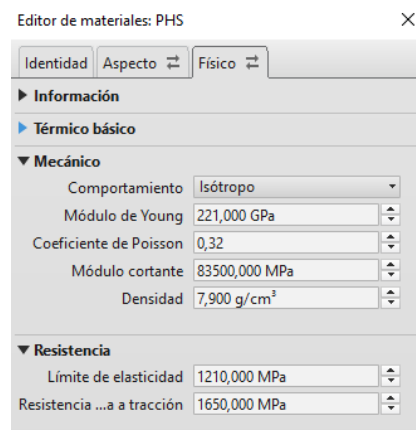 Editor de materiales: PHS
Identidad Aspecto Físico
Información
Térmico básico
Mecánico
Comportamiento Isótropo
Módulo de Young 221,000 GPa
Coeficiente de Poisson 0,32
Módulo cortante 83500,000 MPa
Densidad 7,900 g/cm³
Resistencia
Límite de elasticidad 1210,000 MPa
Resistencia ...a a tracción 1650,000 MPa